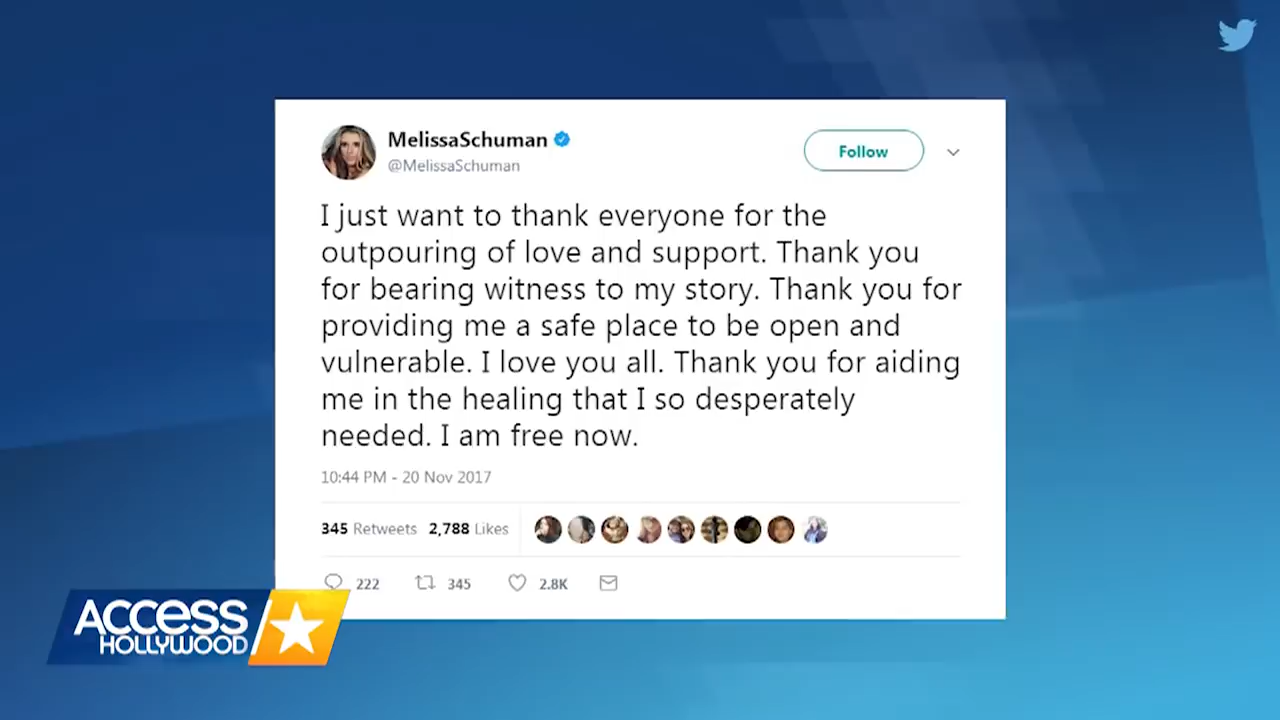 MelissaSchuman
@MelissaSchuman
Follow
I just want to thank everyone for the
outpouring of love and support. Thank you
for bearing witness to my story. Thank you for
providing me a safe place to be open and
vulnerable. I love you all. Thank you for aiding
me in the healing that I so desperately
needed. I am free now.
10:44 PM - 20 Nov 2017
345 Retweets 2,788 Likes
222 345 2.8K
ACCESS
HOLLYWOOD